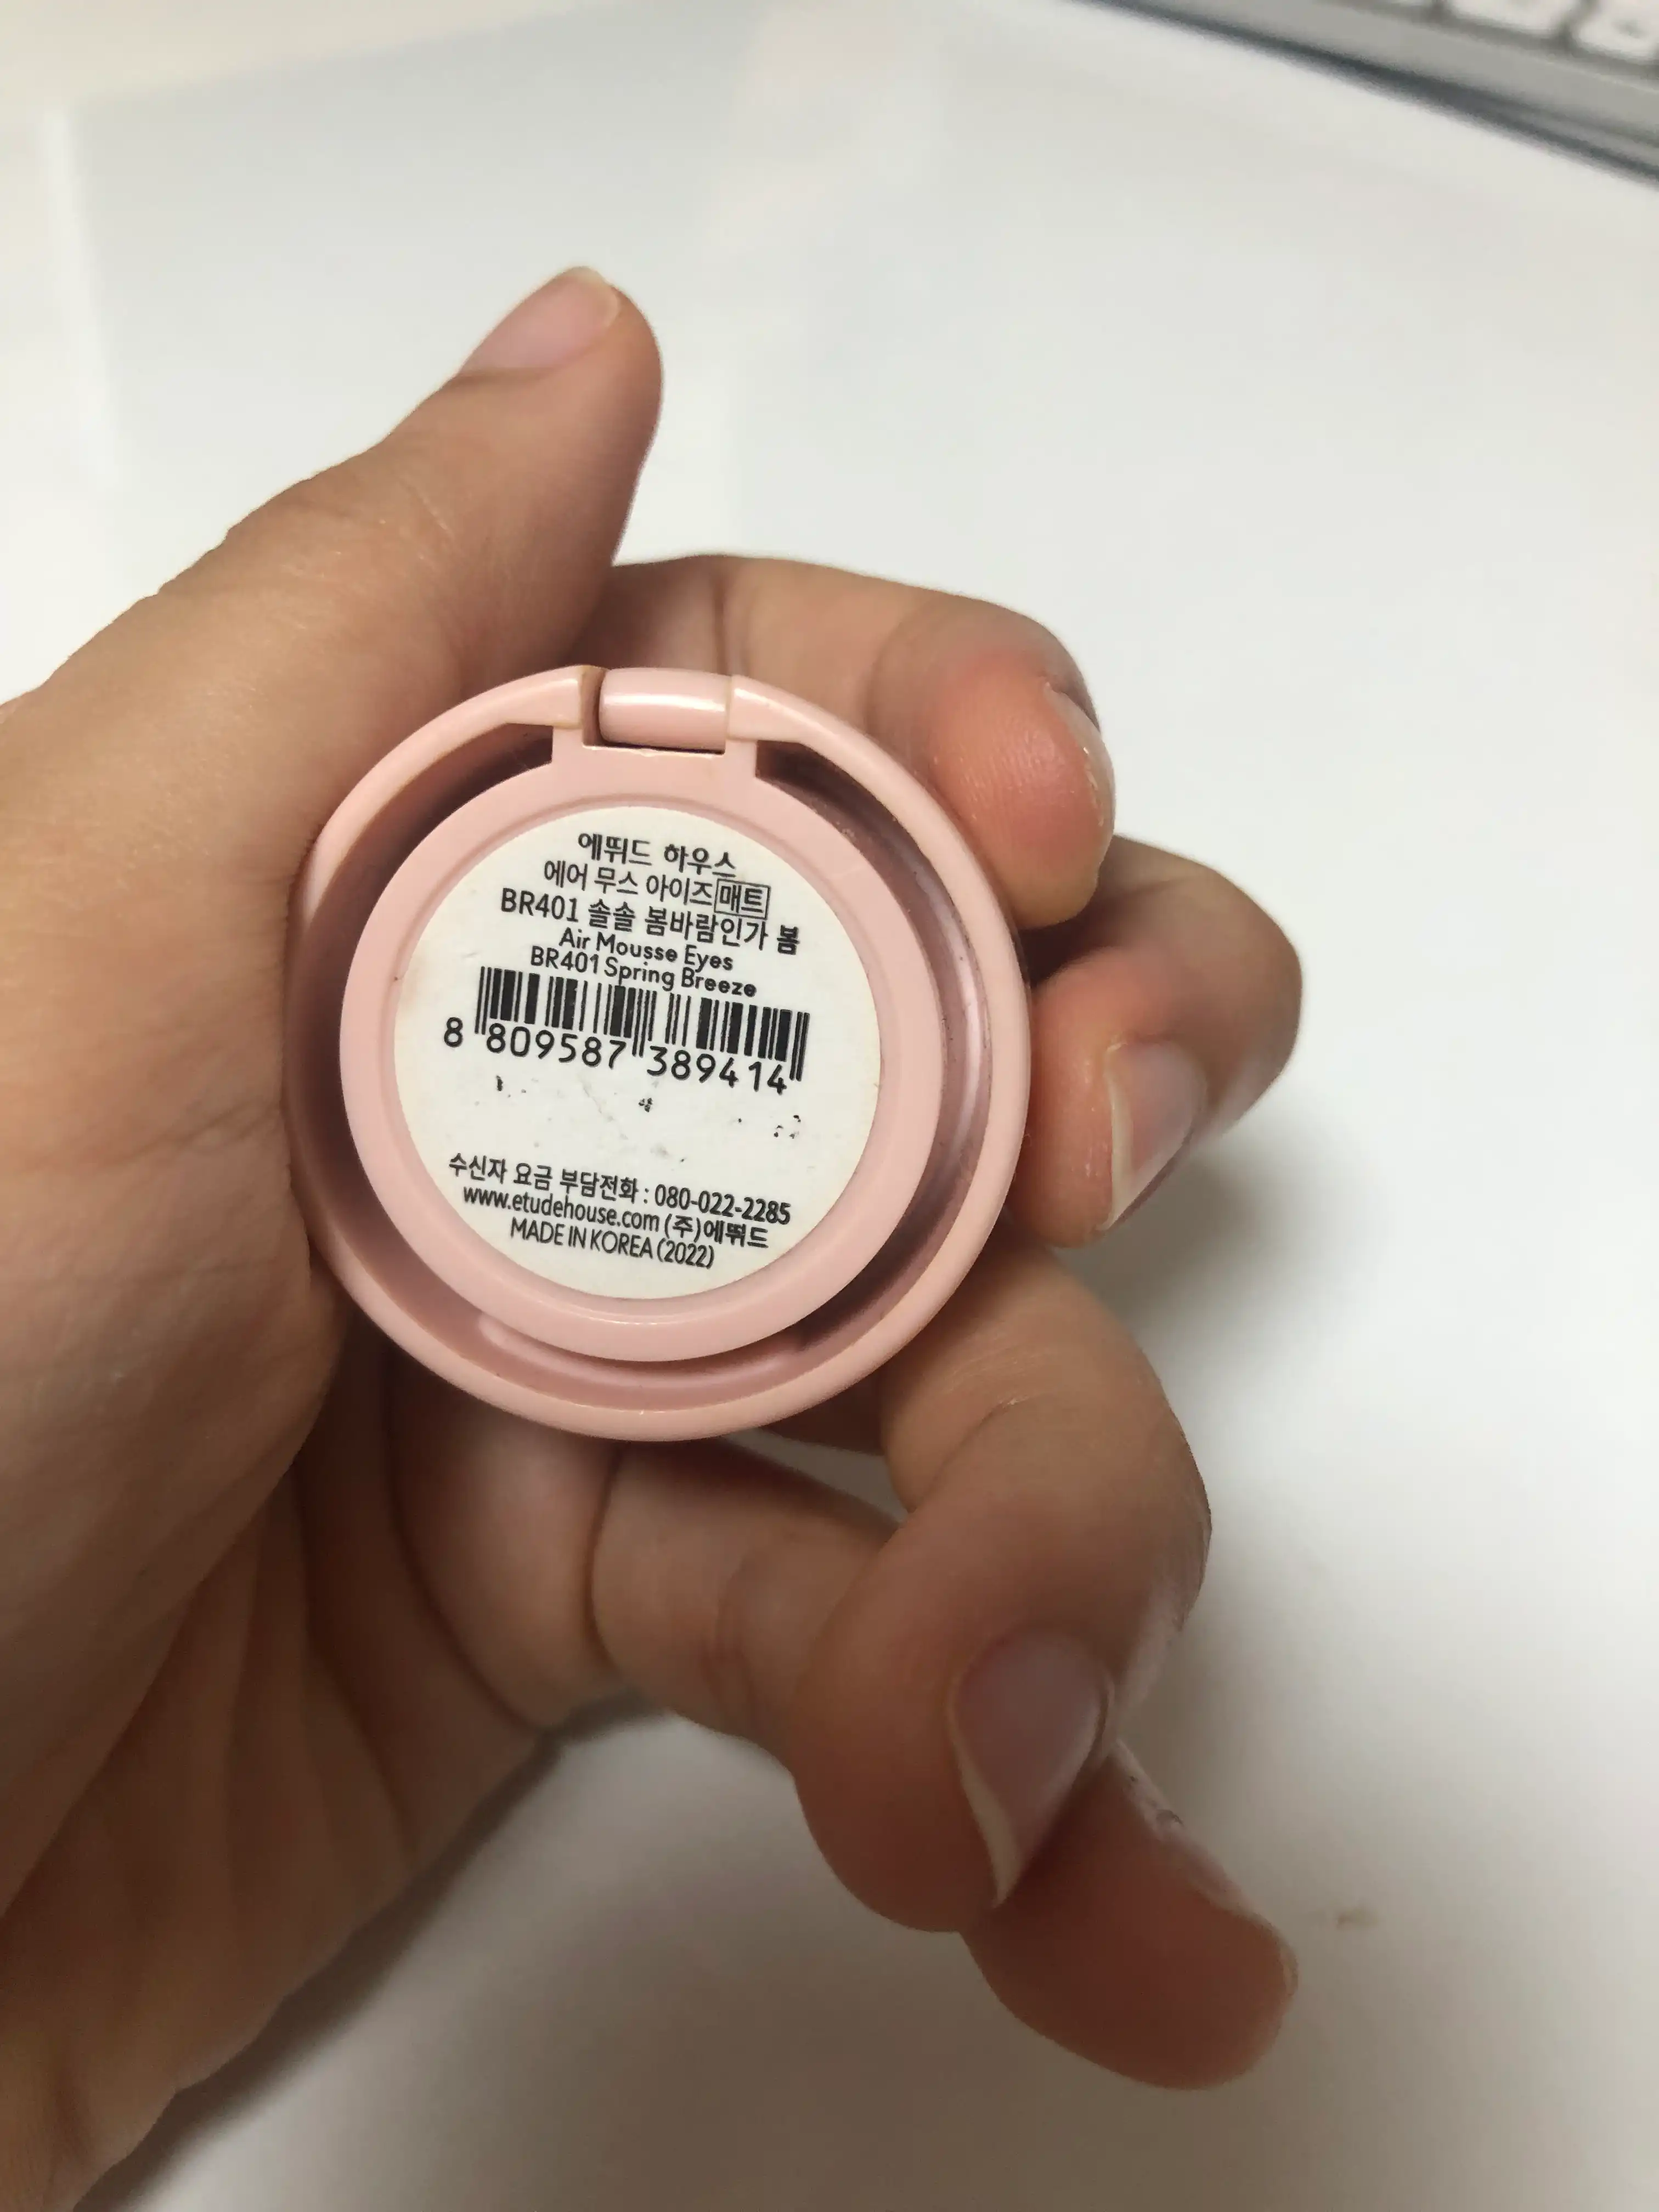 에뛰드 하우스
에어 무스 아이즈 매트
BR401 솔솔 봄바람인가 봄
Air Mousse Eyes
BR401 Spring Breeze
8 809587 389414
수신자 요금 부담전화 : 080-022-2285
www.etudehouse.com (주)에뛰드
MADE IN KOREA (2022)